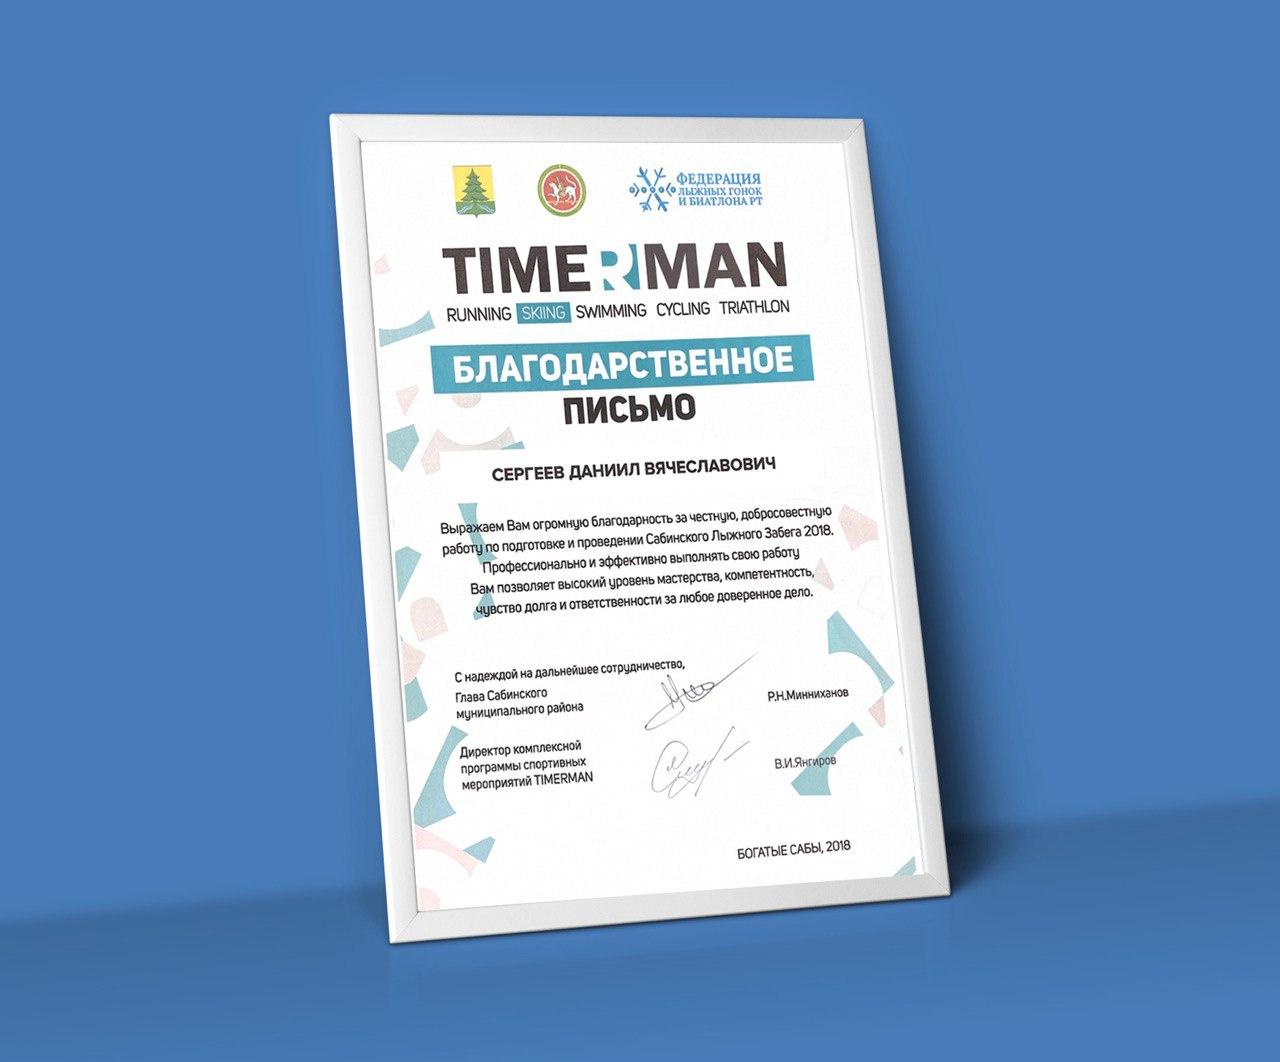 ФЕДЕРАЦИЯ
ЛЫЖНЫХ ГОНОК
И БИАТЛОНА РТ
TIMERMAN
RUNNING SKIING SWIMMING CYCLING TRIATHLON
БЛАГОДАРСТВЕННОЕ
ПИСЬМО
СЕРГЕЕВ ДАНИИЛ ВЯЧЕСЛАВОВИЧ
Выражаем Вам огромную благодарность за честную, добросовестную
работу по подготовке и проведении Сабинского Лыжного Забега 2018.
Профессионально и эффективно выполнять свою работу
Вам позволяет высокий уровень мастерства, компетентность,
чувство долга и ответственности за любое доверенное дело.
С надеждой на дальнейшее сотрудничество,
Глава Сабинского
муниципального района
Р.Н.Минниханов
Директор комплексной
программы спортивных
мероприятий TIMERMAN
В.И.Янгиров
БОГАТЫЕ САБЫ, 2018